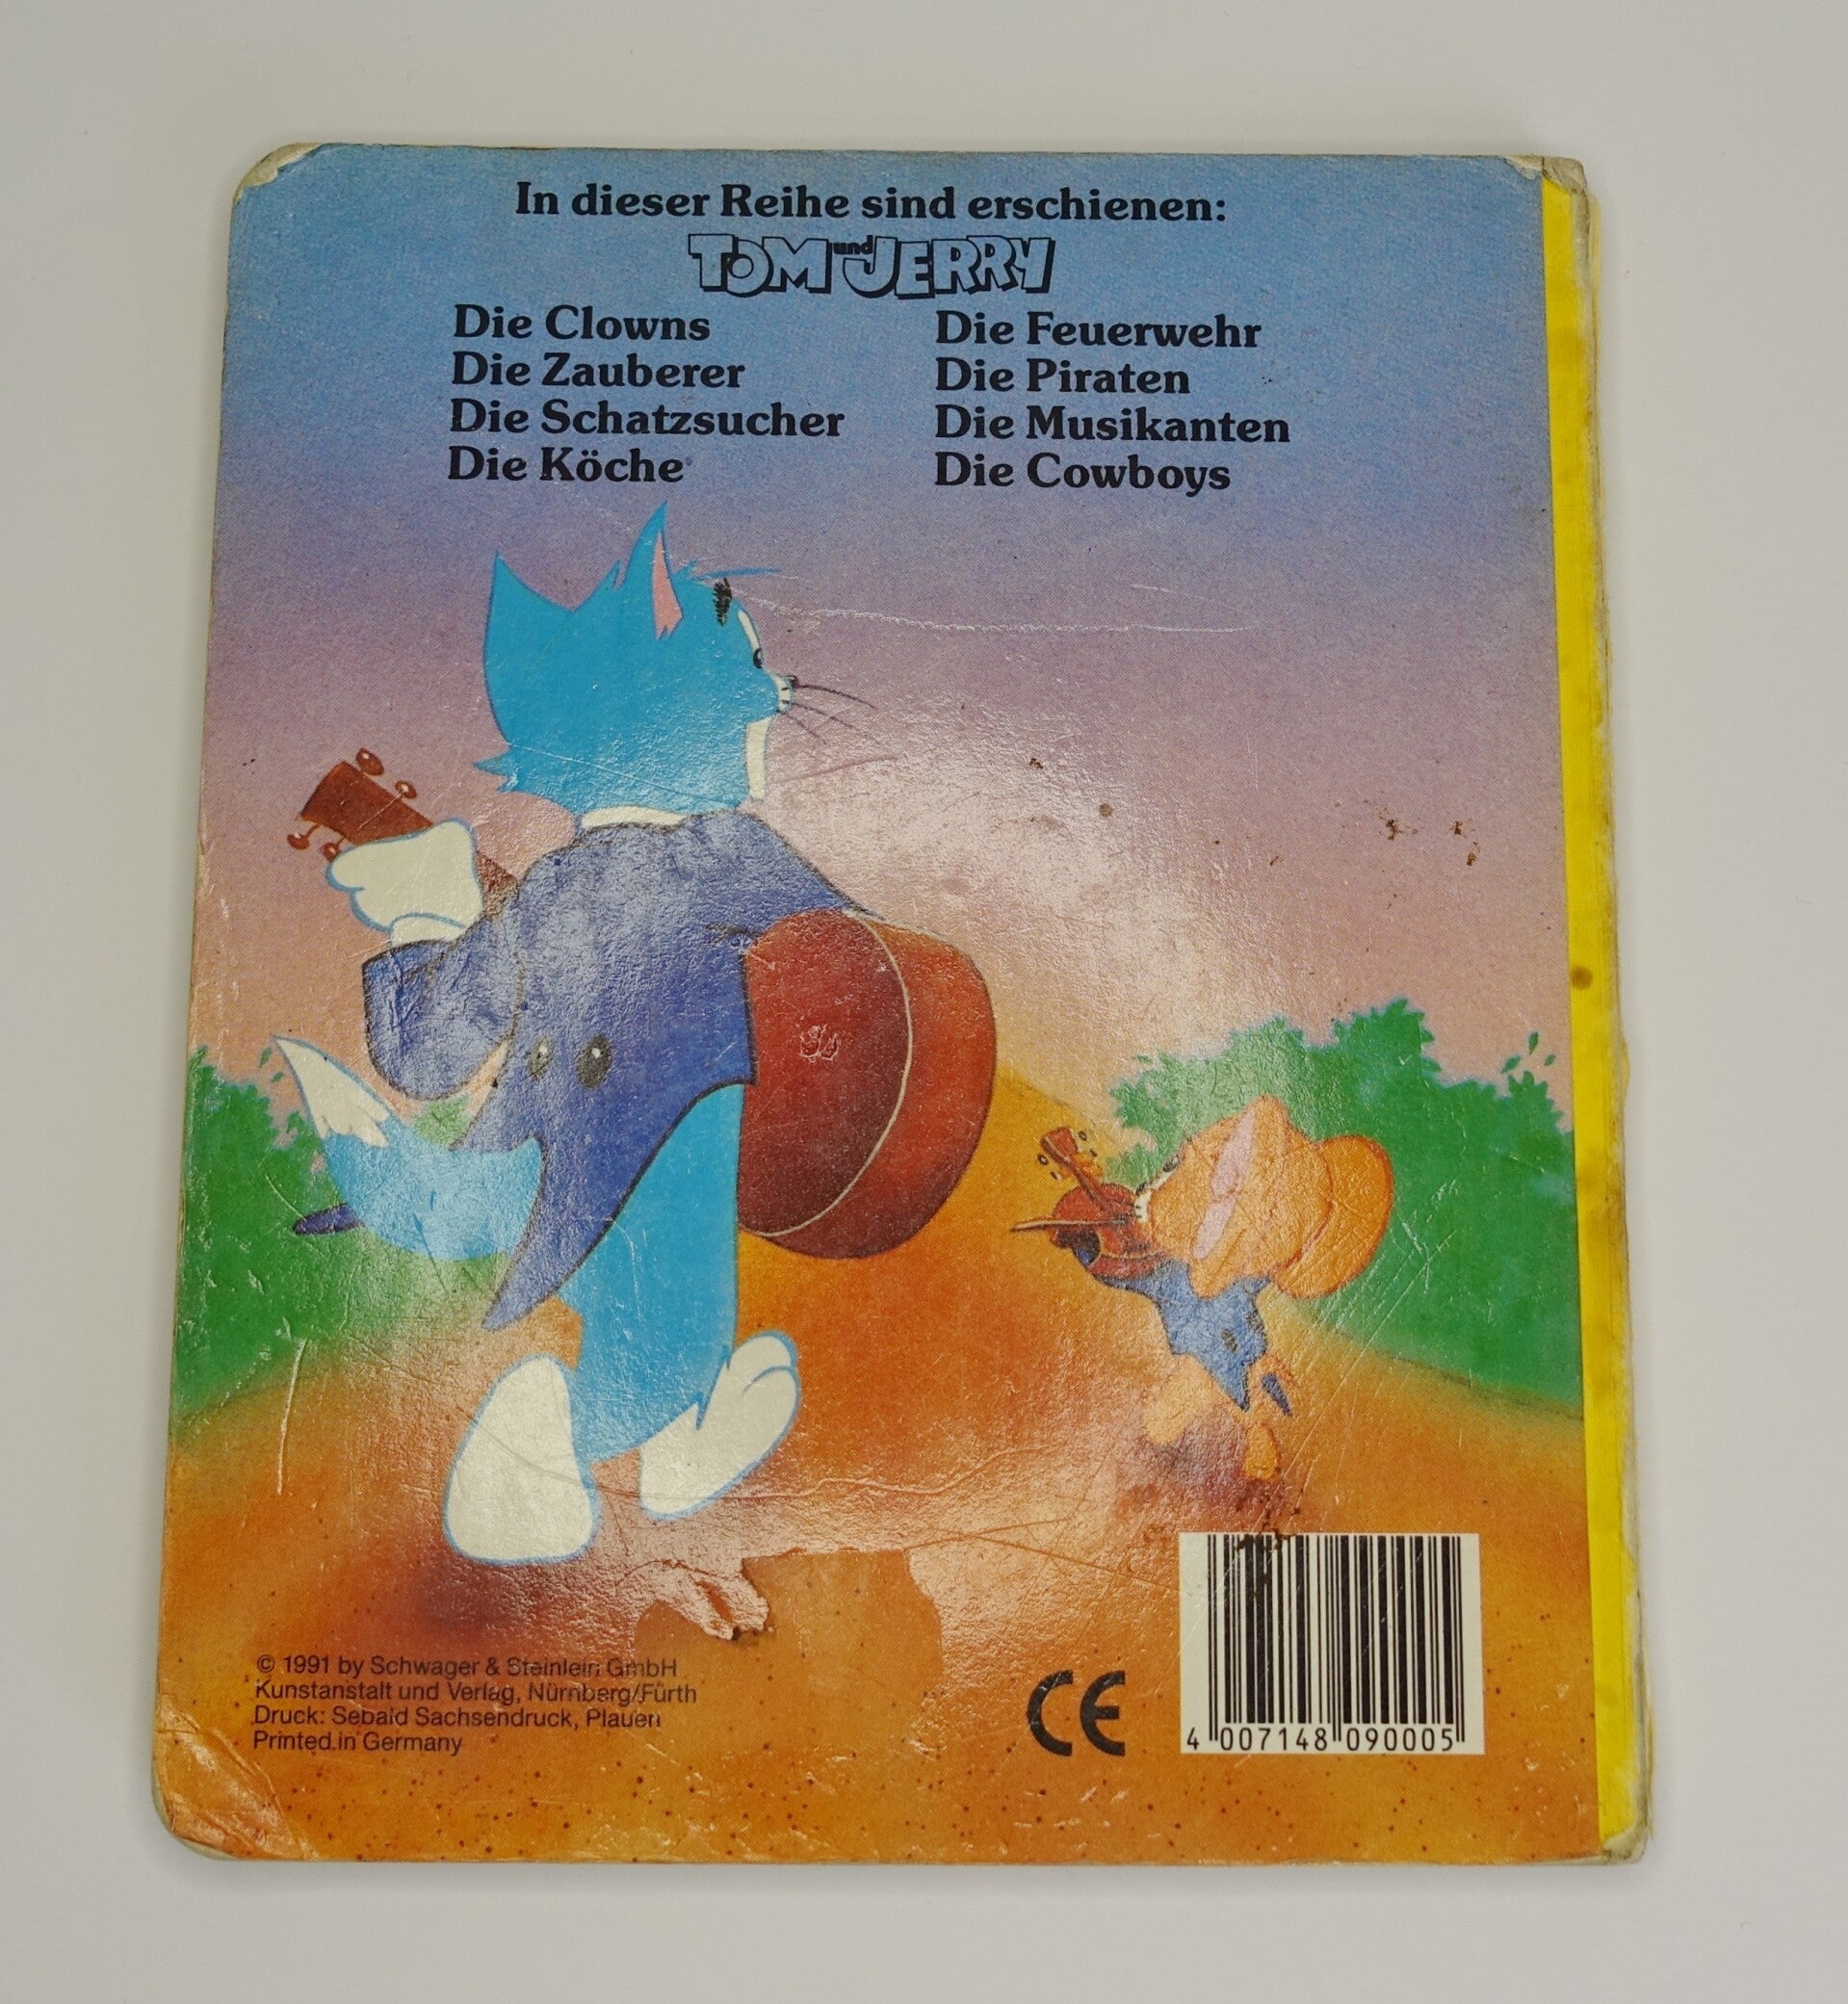 In dieser Reihe sind erschienen:
TOM und JERRY
Die Clowns
Die Zauberer
Die Schatzsucher
Die Köche
Die Feuerwehr
Die Piraten
Die Musikanten
Die Cowboys
© 1991 by Schwager & Steinlein GmbH
Kunstanstalt und Verlag, Nürnberg/Fürth
Druck: Sebald Sachsendruck, Plauen
Printed in Germany
CE
4 007148 090005